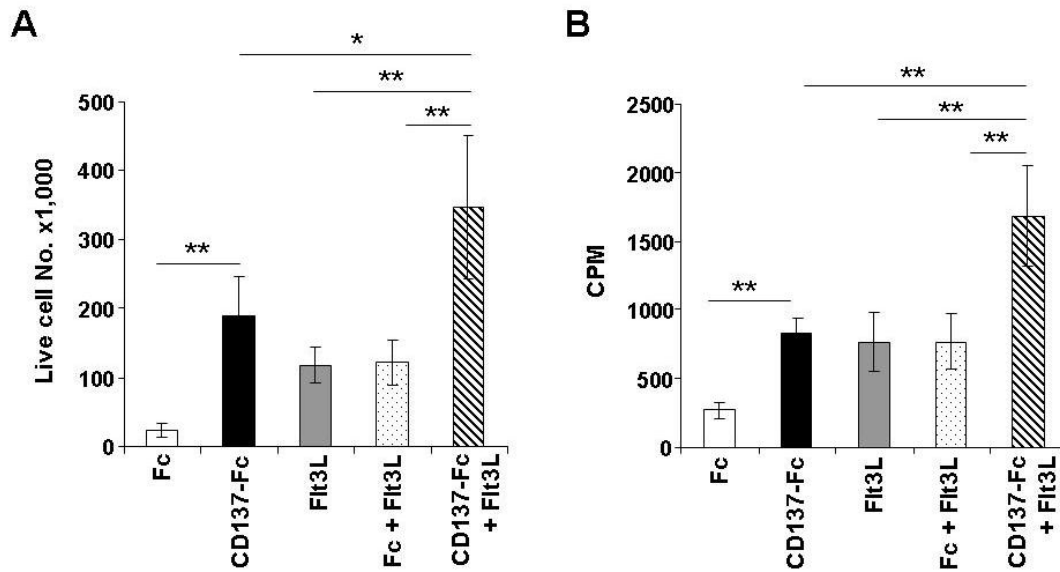 A
*
**
**
**
500
400
300
200
100
0
Live cell No. x1,000
Fc
CD137-Fc
Flt3L
Fc + Flt3L
CD137-Fc
+ Flt3L
B
**
**
**
**
2500
2000
1500
1000
500
0
CPM
Fc
CD137-Fc
Flt3L
Fc + Flt3L
CD137-Fc
+ Flt3L